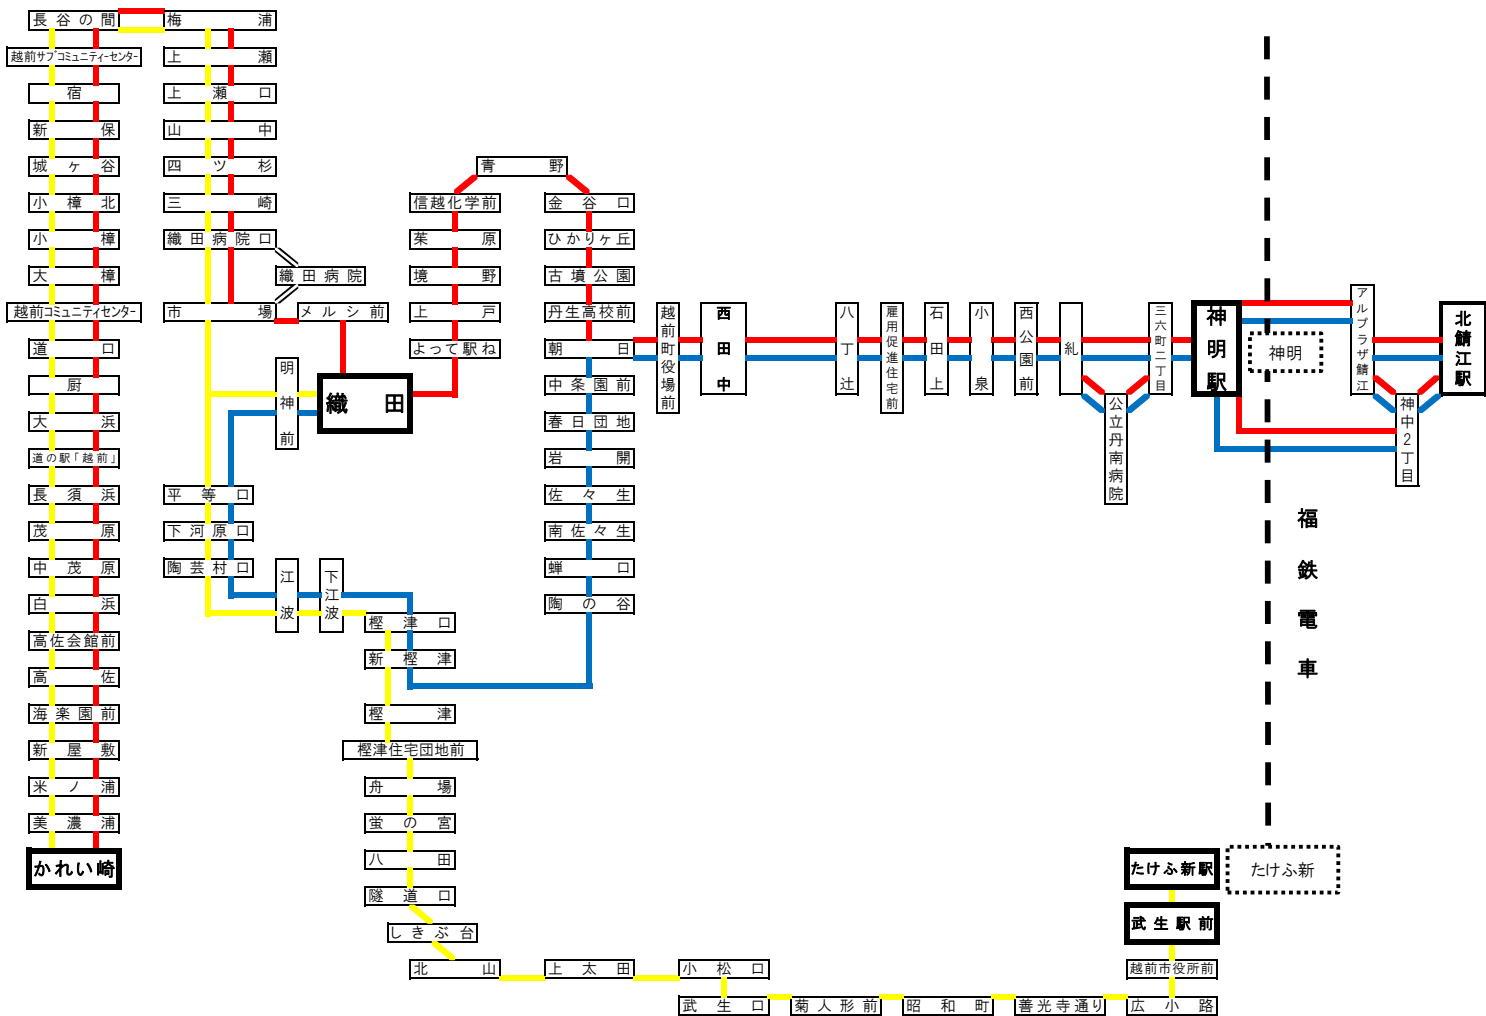 長谷の間
越前サブコミュニティーセンター
宿
新保
城ヶ谷
小樟北
小樟
大樟
越前コミュニティセンター
道口
厨
大浜
道の駅「越前」
長須浜
茂原
中茂原
白浜
高佐会館前
高佐
海楽園前
新屋敷
米ノ浦
美濃浦
かれい崎
梅浦
上瀬
上瀬口
山中
四ツ杉
三崎
織田病院口
織田病院
市場
メルシ前
明神前
織田
平等口
下河原口
陶芸村口
江波
下江波
樫津口
新樫津
樫津
樫津住宅団地前
舟場
蛍の宮
八田
隧道口
しきぶ台
北山
上太田
小松口
武生口
菊人形前
昭和町
善光寺通り
広小路
越前市役所前
武生駅前
たけふ新駅
たけふ新
青野
信越化学前
茱原
境野
上戸
よって駅ね
金谷口
ひかりヶ丘
古墳公園
丹生高校前
朝日
中条園前
春日団地
岩開
佐々生
南佐々生
蝉口
陶の谷
越前町役場前
西田中
八丁辻
雇用促進住宅前
石田上
小泉
西公園前
糺
公立丹南病院
三六町二丁目
神明駅
神明
アルプラザ鯖江
神中2丁目
北鯖江駅
福鉄電車